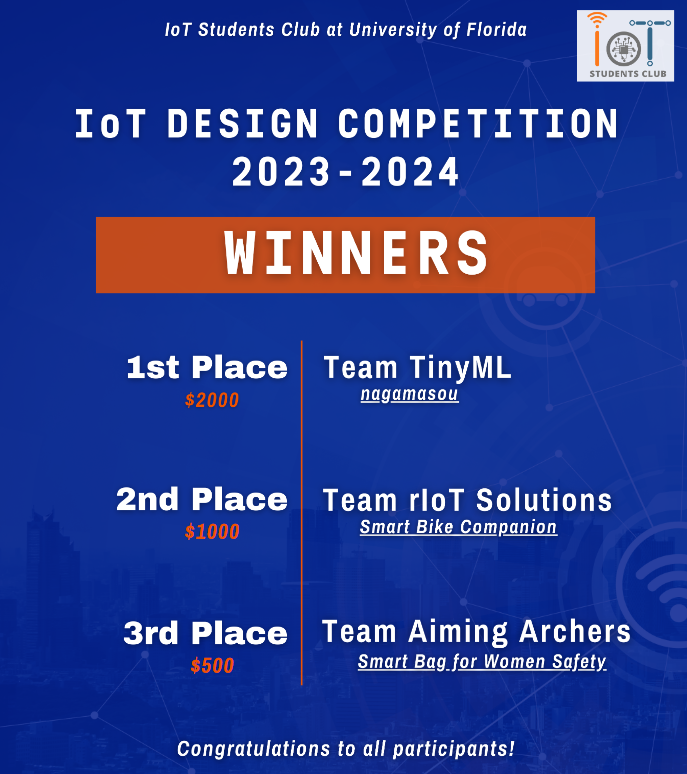 IoT Students Club at University of Florida
IoT
STUDENTS CLUB
IoT DESIGN COMPETITION
2023-2024
WINNERS
1st Place
Team TinyML
$2000
nagamasou
2nd Place
Team rIoT Solutions
$1000
Smart Bike Companion
3rd Place
Team Aiming Archers
$500
Smart Bag for Women Safety
Congratulations to all participants!